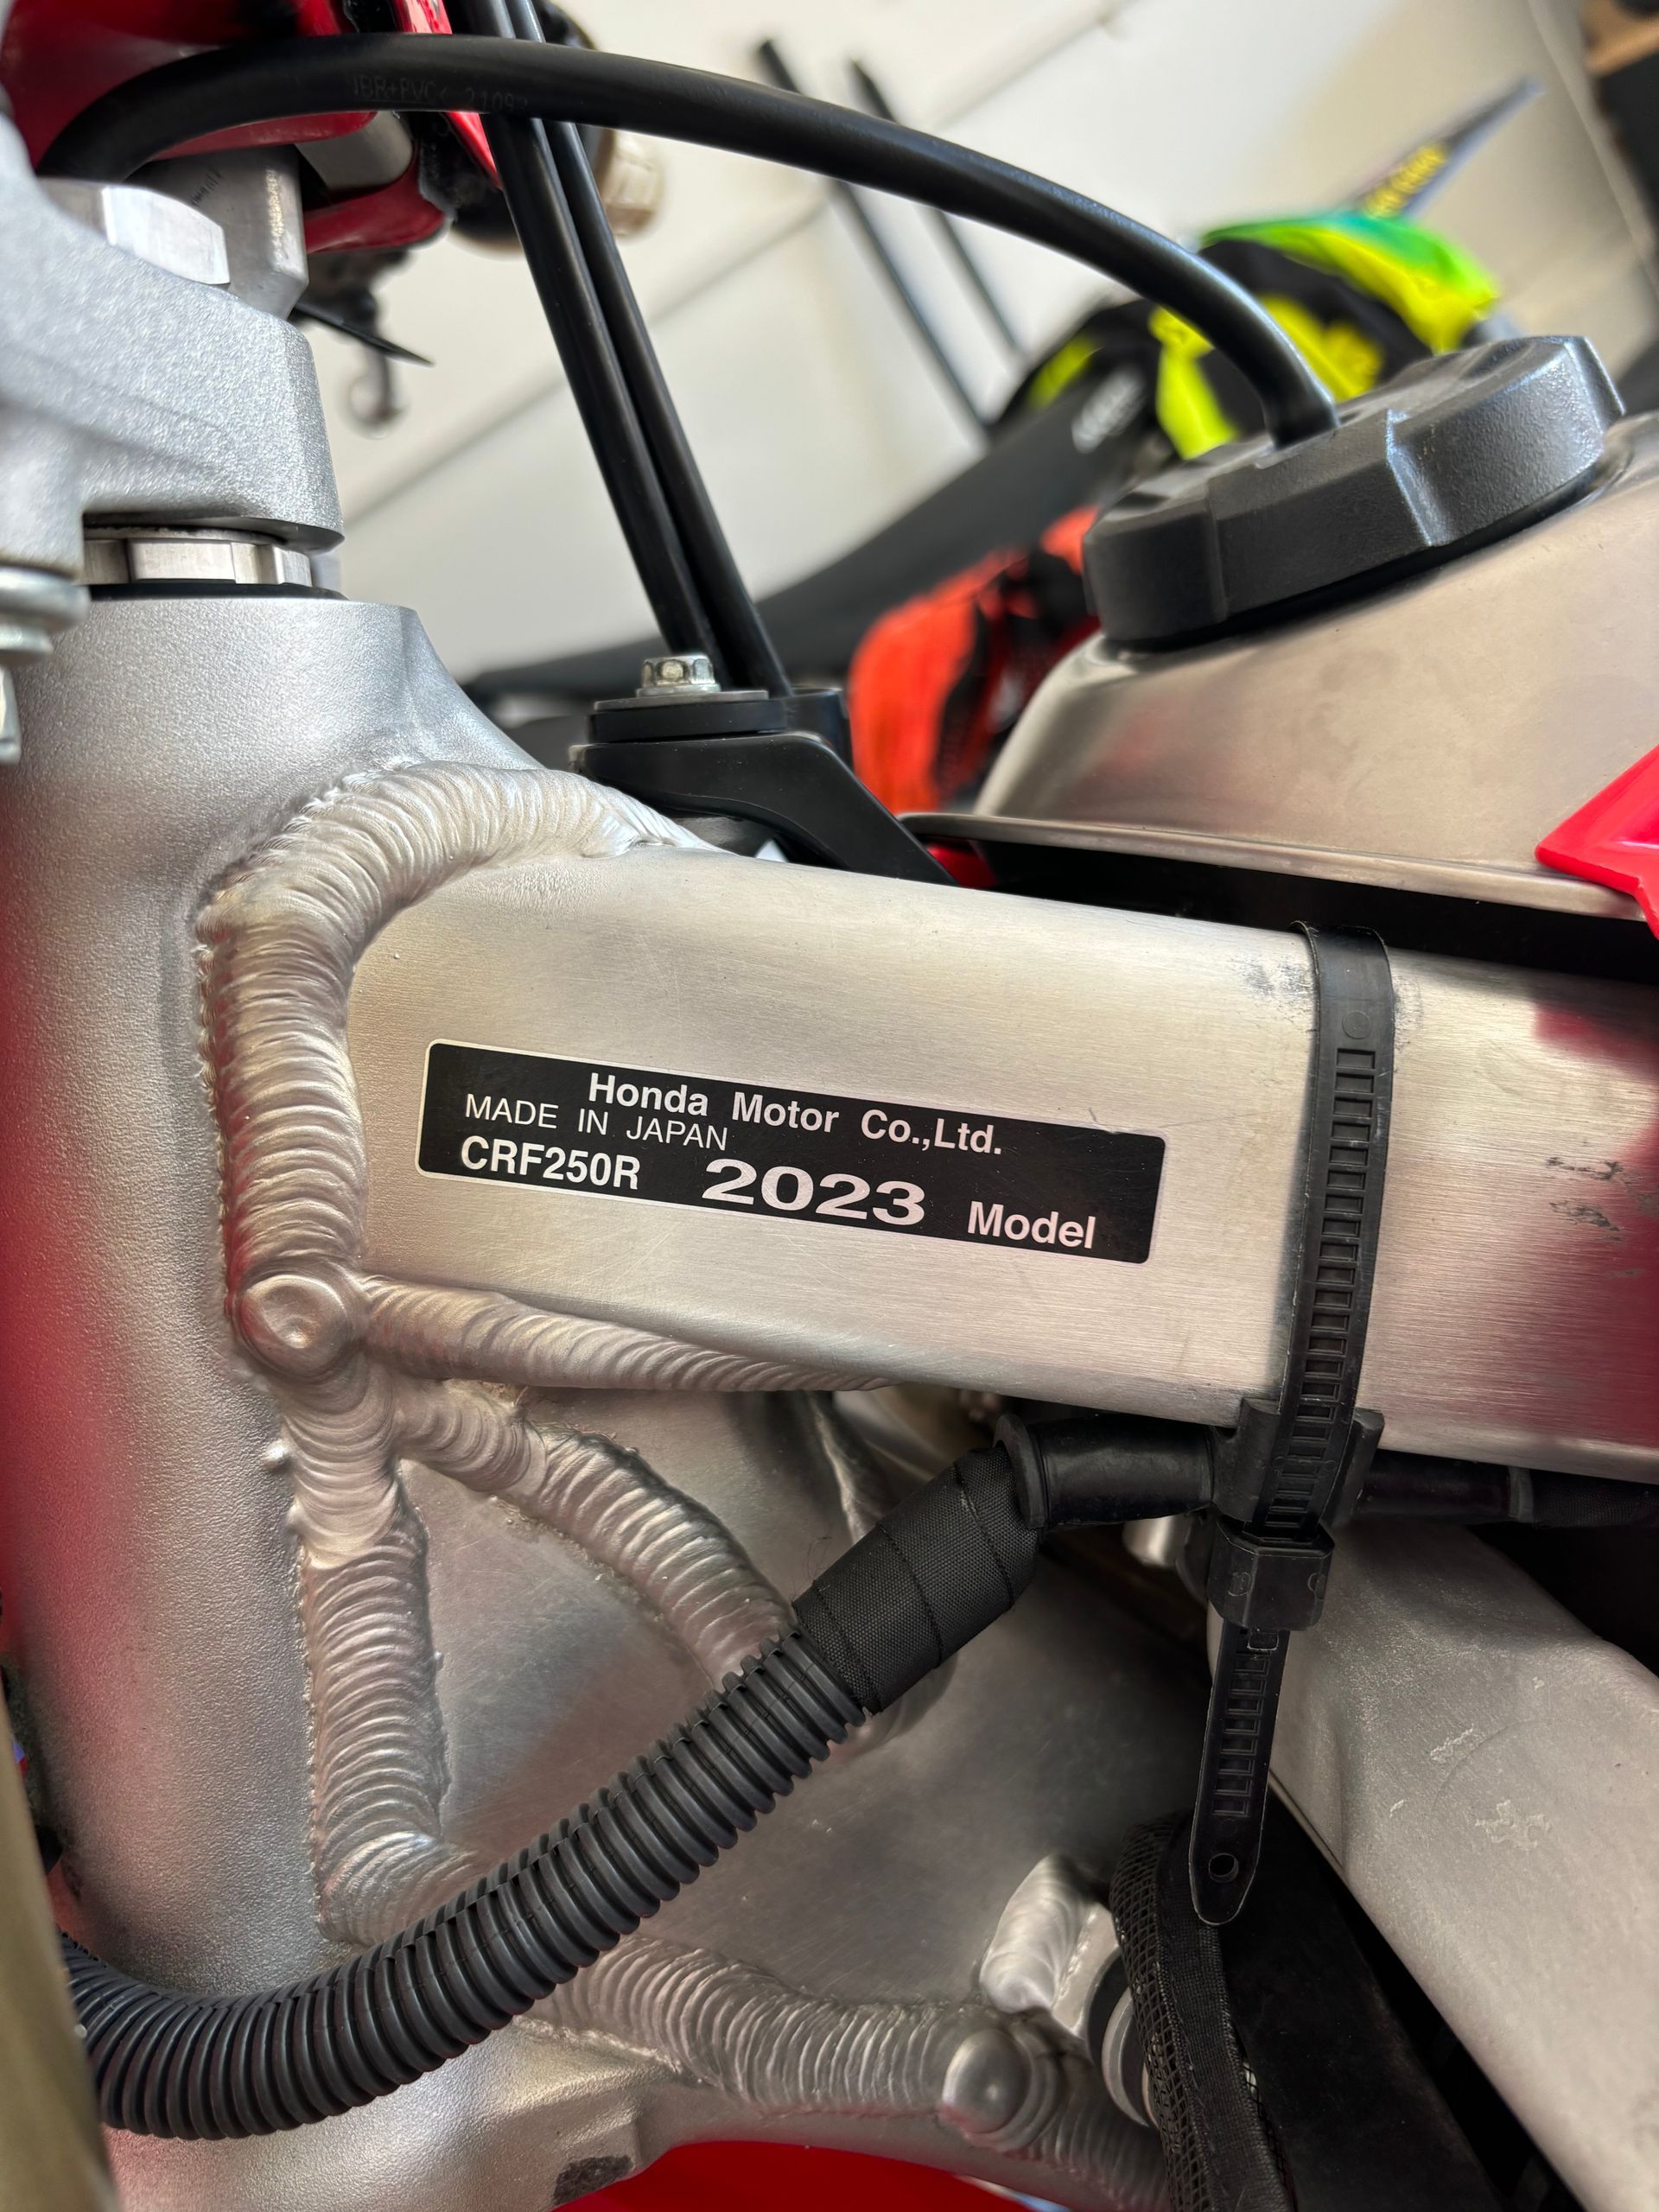 Honda Motor Co.,Ltd.
MADE IN JAPAN
CRF250R 2023 Model